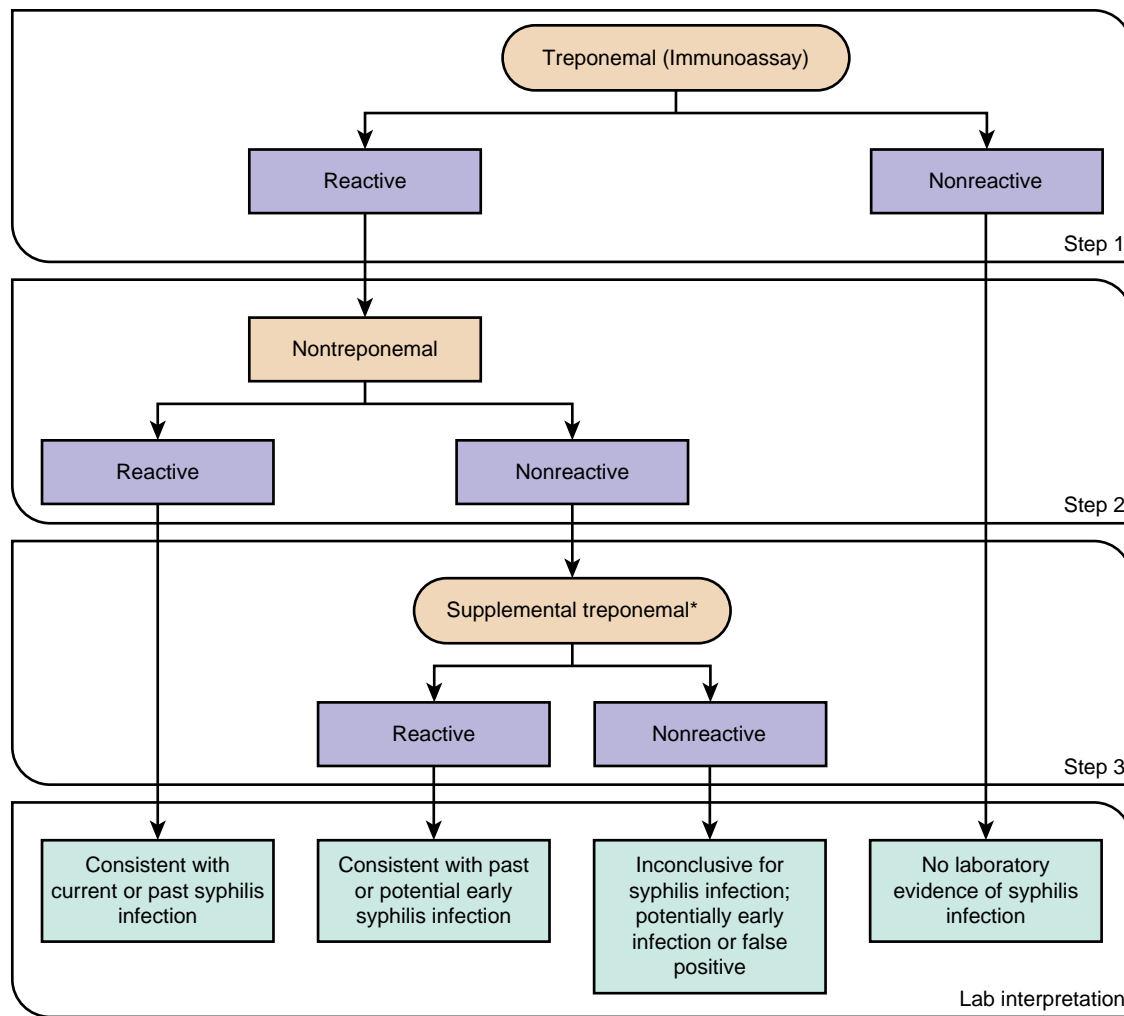 Treponemal (Immunoassay)
Reactive
Nonreactive
Step 1
Nontreponemal
Reactive
Nonreactive
Step 2
Supplemental treponemal*
Reactive
Nonreactive
Step 3
Consistent with
current or past syphilis
infection
Consistent with past
or potential early
syphilis infection
Inconclusive for
syphilis infection;
potentially early
infection or false
positive
No laboratory
evidence of syphilis
infection
Lab interpretation